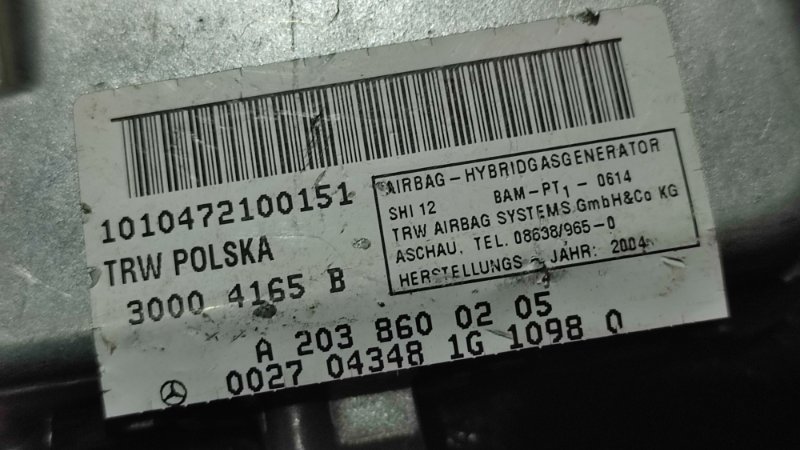 1010472100151
TRW POLSKA
3000 4165 B
AIRBAG-HYBRIDGASGENERATOR
SHI 12 BAM-PT1-0614
TRW AIRBAG SYSTEMS GmbH&Co KG
ASCHAU, TEL. 08638/965-0
HERSTELLUNGS-JAHR: 2004
A 203 860 02 05
0027 04348 1G 1098 0